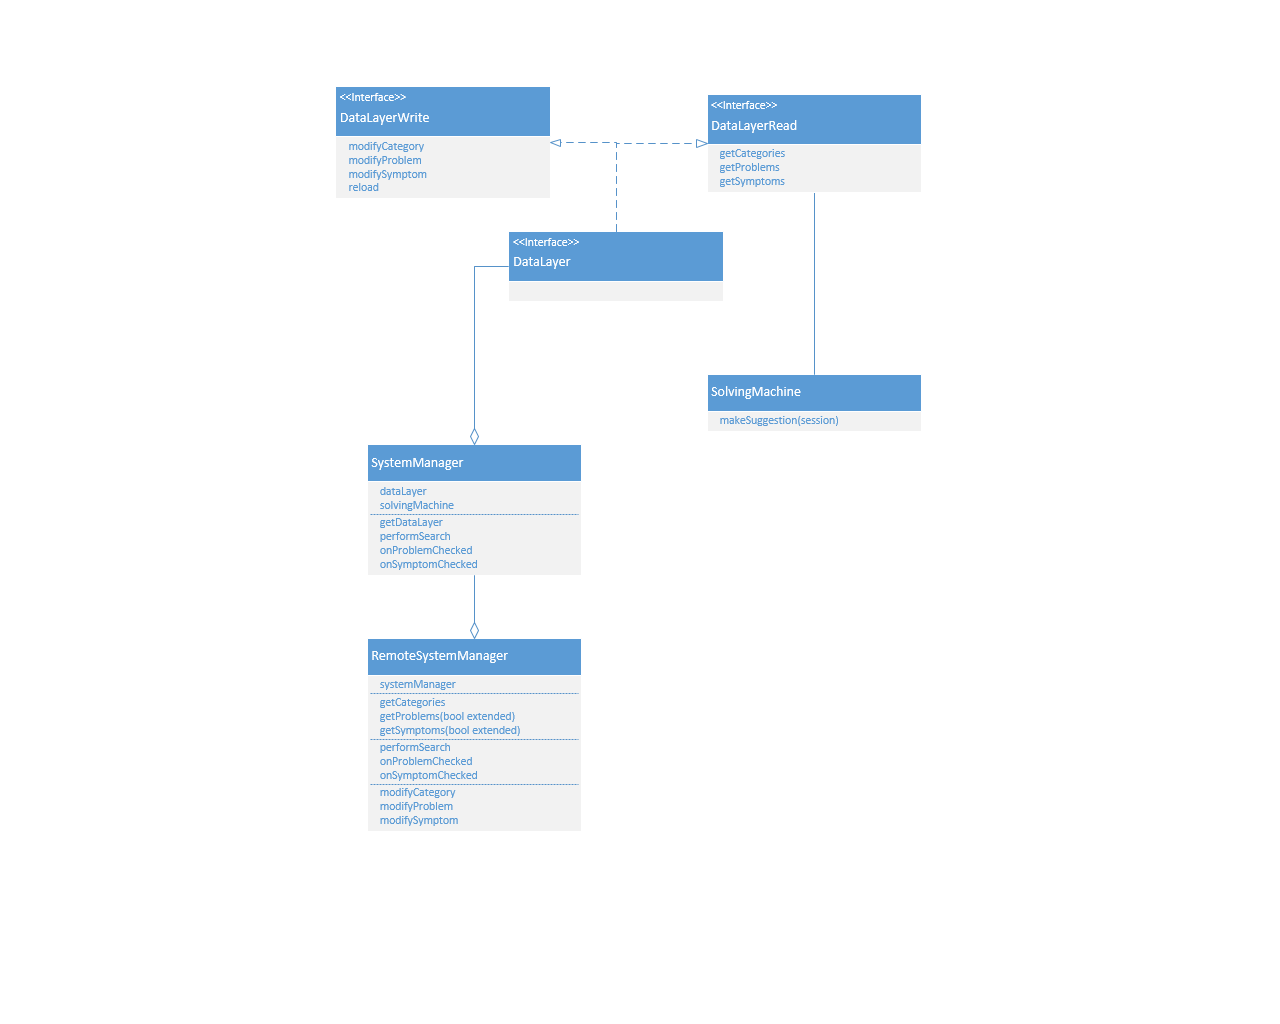 <<Interface>>
DataLayerWrite
modifyCategory
modifyProblem
modifySymptom
reload
<<Interface>>
DataLayerRead
getCategories
getProblems
getSymptoms
<<Interface>>
DataLayer
SolvingMachine
makeSuggestion(session)
SystemManager
dataLayer
solvingMachine
getDataLayer
performSearch
onProblemChecked
onSymptomChecked
RemoteSystemManager
systemManager
getCategories
getProblems(bool extended)
getSymptoms(bool extended)
performSearch
onProblemChecked
onSymptomChecked
modifyCategory
modifyProblem
modifySymptom